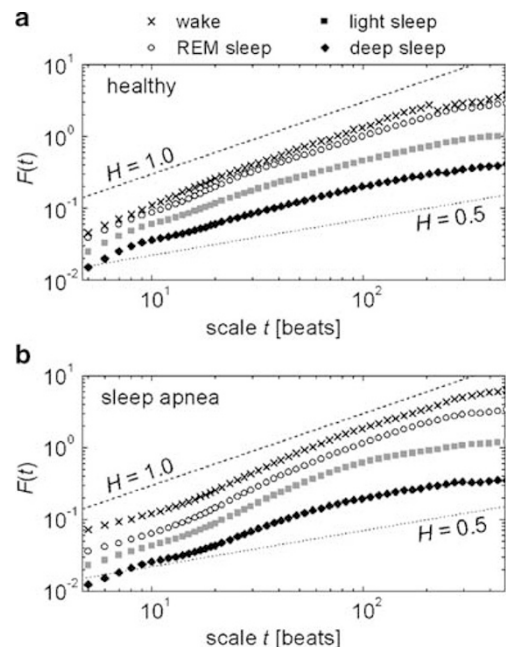 a
× wake ■ light sleep
○ REM sleep ◆ deep sleep
10^1
healthy
10^0
H = 1.0
F(t)
10^-1
H = 0.5
10^-2
10^1 10^2
scale t [beats]
b
10^1
sleep apnea
10^0
H = 1.0
F(t)
10^-1
H = 0.5
10^-2
10^1 10^2
scale t [beats]